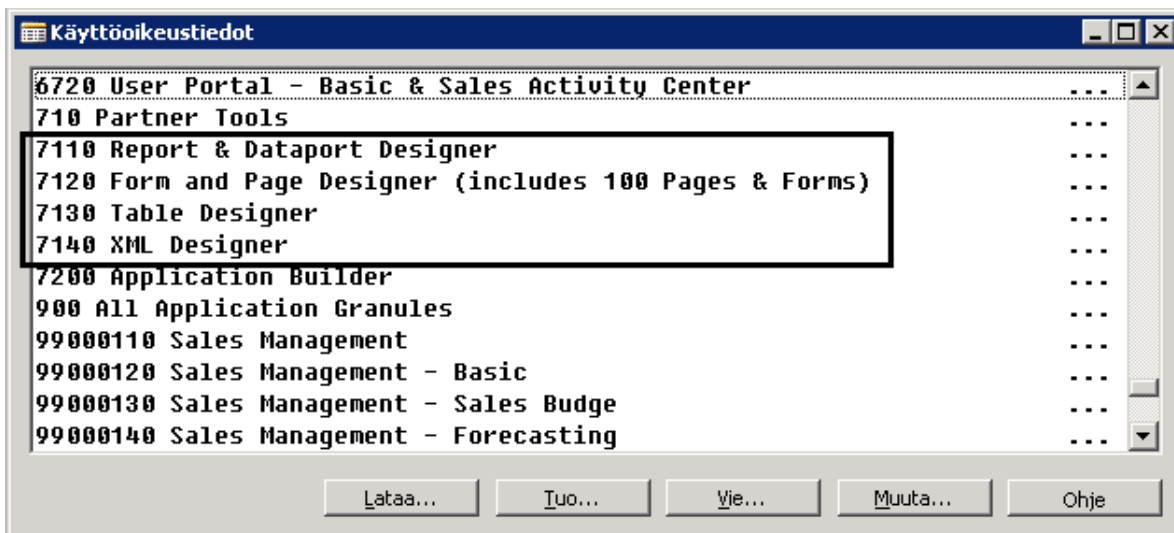 Käyttöoikeustiedot
6720 User Portal - Basic & Sales Activity Center ...
710 Partner Tools ...
7110 Report & Dataport Designer ...
7120 Form and Page Designer (includes 100 Pages & Forms) ...
7130 Table Designer ...
7140 XML Designer ...
7200 Application Builder ...
900 All Application Granules ...
99000110 Sales Management ...
99000120 Sales Management - Basic ...
99000130 Sales Management - Sales Budge ...
99000140 Sales Management - Forecasting ...
Lataa... Tuo... Vie... Muuta... Ohje